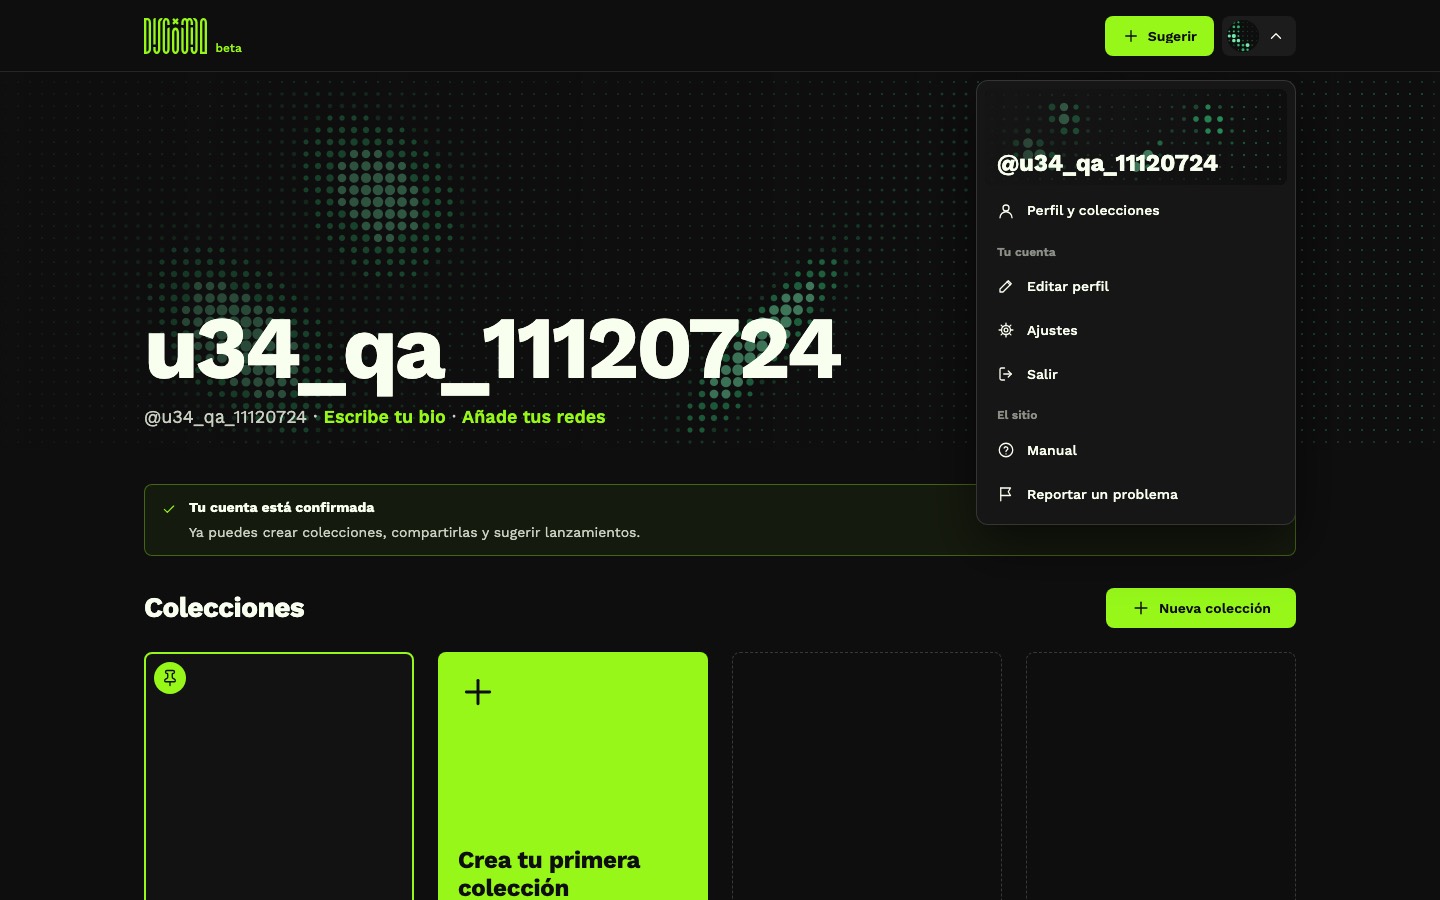 beta
Sugerir
@u34_qa_11120724
Perfil y colecciones
Tu cuenta
Editar perfil
Ajustes
Salir
El sitio
Manual
Reportar un problema
u34_qa_11120724
@u34_qa_11120724 · Escribe tu bio · Añade tus redes
Tu cuenta está confirmada
Ya puedes crear colecciones, compartirlas y sugerir lanzamientos.
Colecciones
Nueva colección
Crea tu primera
colección